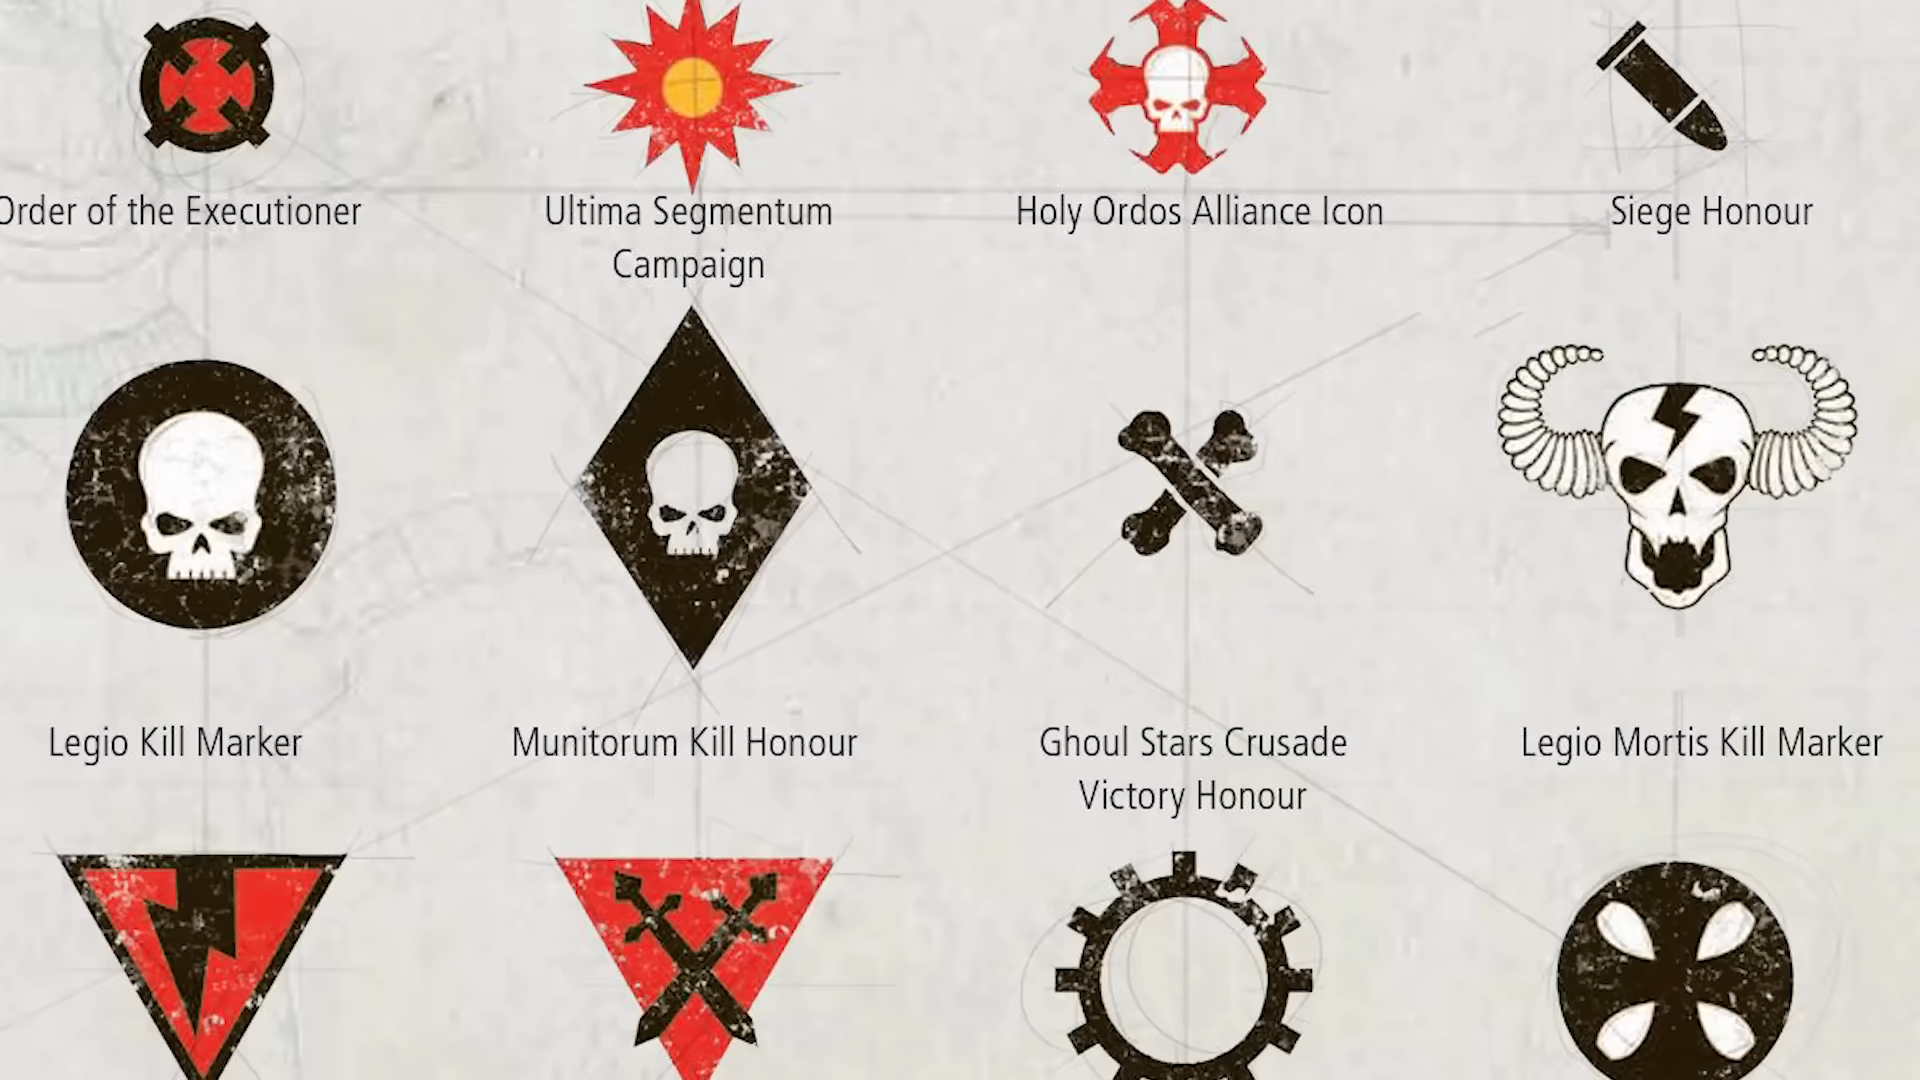 Order of the Executioner
Ultima Segmentum
Campaign
Holy Ordos Alliance Icon
Siege Honour
Legio Kill Marker
Munitorum Kill Honour
Ghoul Stars Crusade
Victory Honour
Legio Mortis Kill Marker